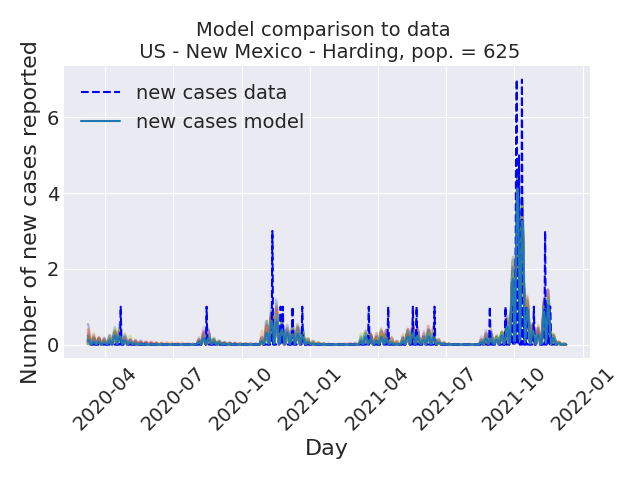 Model comparison to data
US - New Mexico - Harding, pop. = 625
Number of new cases reported
new cases data
new cases model
6
4
2
0
2020-04
2020-07
2020-10
2021-01
2021-04
2021-07
2021-10
2022-01
Day